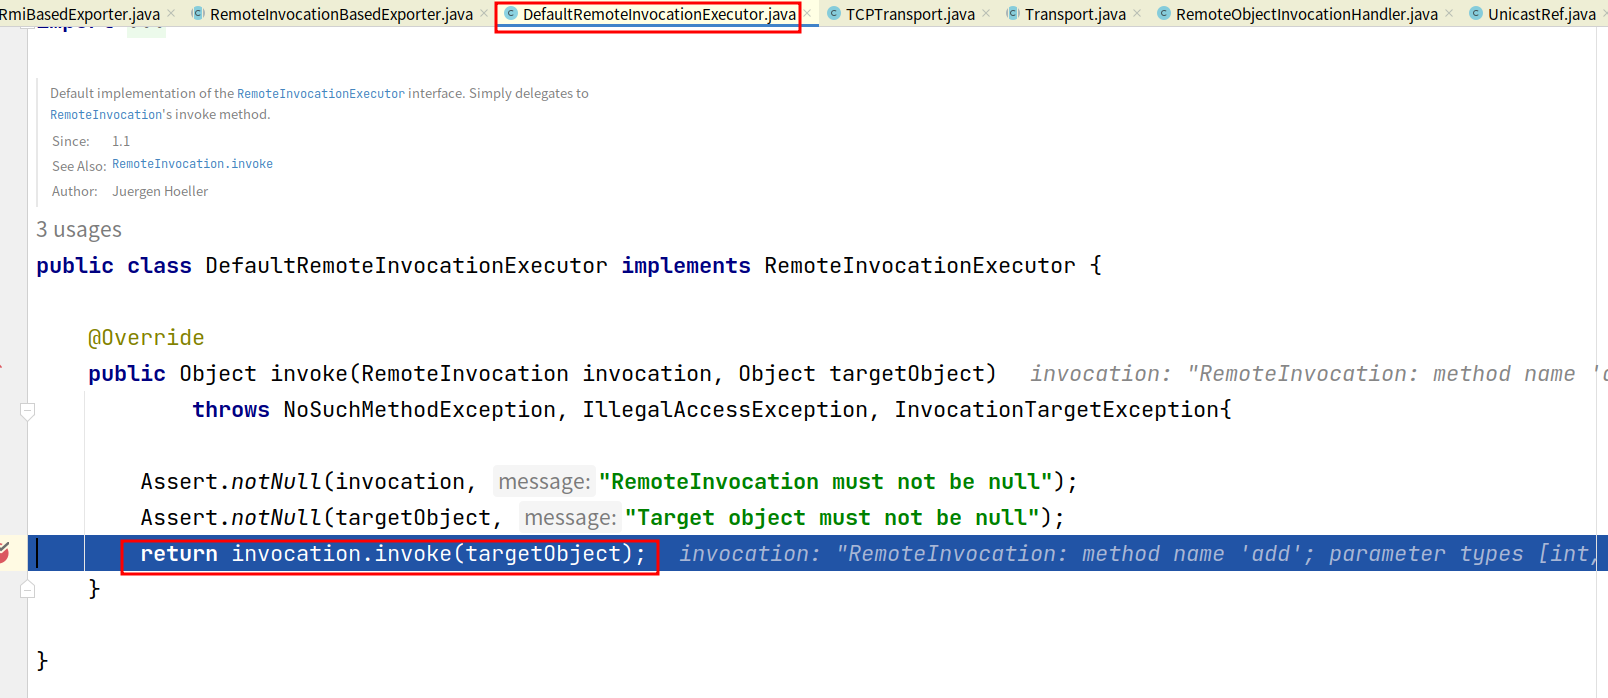 RmiBasedExporter.java RemoteInvocationBasedExporter.java DefaultRemoteInvocationExecutor.java TCPTransport.java Transport.java RemoteObjectInvocationHandler.java UnicastRef.java
Default implementation of the RemoteInvocationExecutor interface. Simply delegates to
RemoteInvocation's invoke method.
Since: 1.1
See Also: RemoteInvocation.invoke
Author: Juergen Hoeller
3 usages
public class DefaultRemoteInvocationExecutor implements RemoteInvocationExecutor {
@Override
public Object invoke(RemoteInvocation invocation, Object targetObject) invocation: "RemoteInvocation: method name '
throws NoSuchMethodException, IllegalAccessException, InvocationTargetException{
Assert.notNull(invocation, message: "RemoteInvocation must not be null");
Assert.notNull(targetObject, message: "Target object must not be null");
return invocation.invoke(targetObject); invocation: "RemoteInvocation: method name 'add'; parameter types [int,
}
}